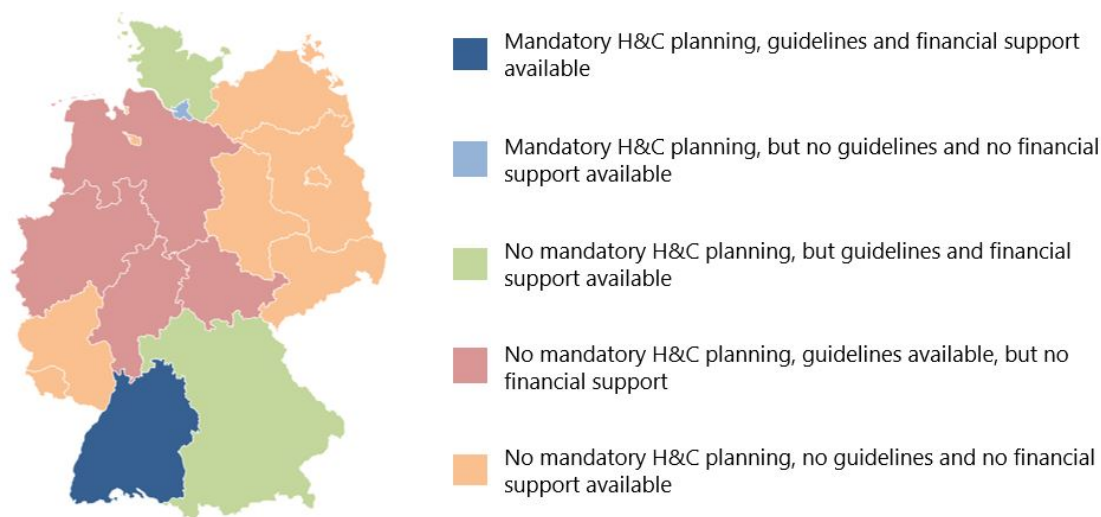 Mandatory H&C planning, guidelines and financial support
available
Mandatory H&C planning, but no guidelines and no financial
support available
No mandatory H&C planning, but guidelines and financial
support available
No mandatory H&C planning, guidelines available, but no
financial support
No mandatory H&C planning, no guidelines and no financial
support available